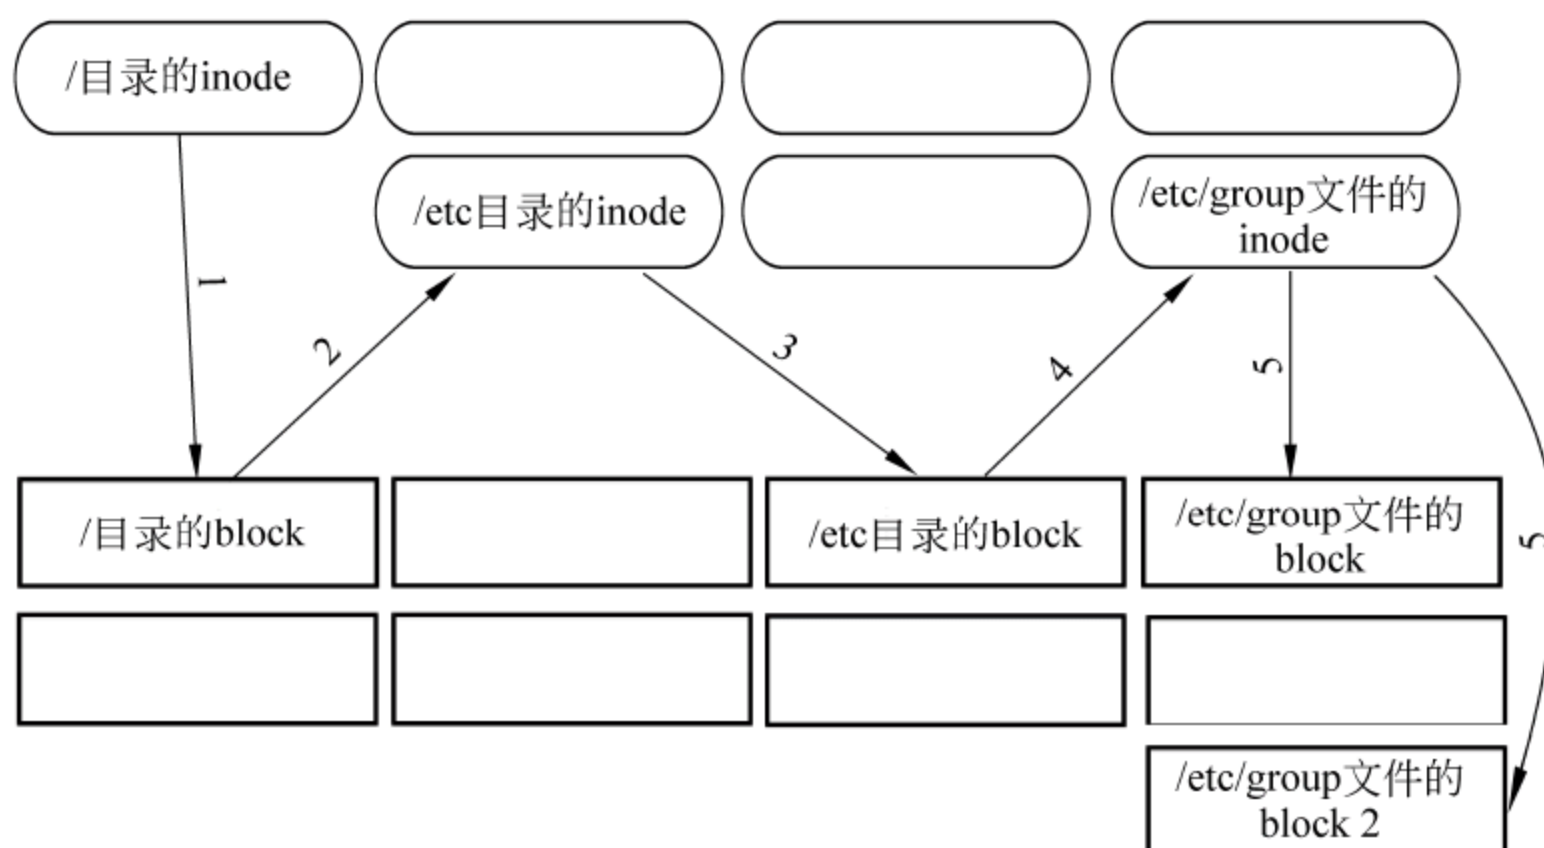 /目录的inode
/etc目录的inode
/etc/group文件的
inode
1
2
3
4
5
/目录的block
/etc目录的block
/etc/group文件的
block
5
/etc/group文件的
block 2